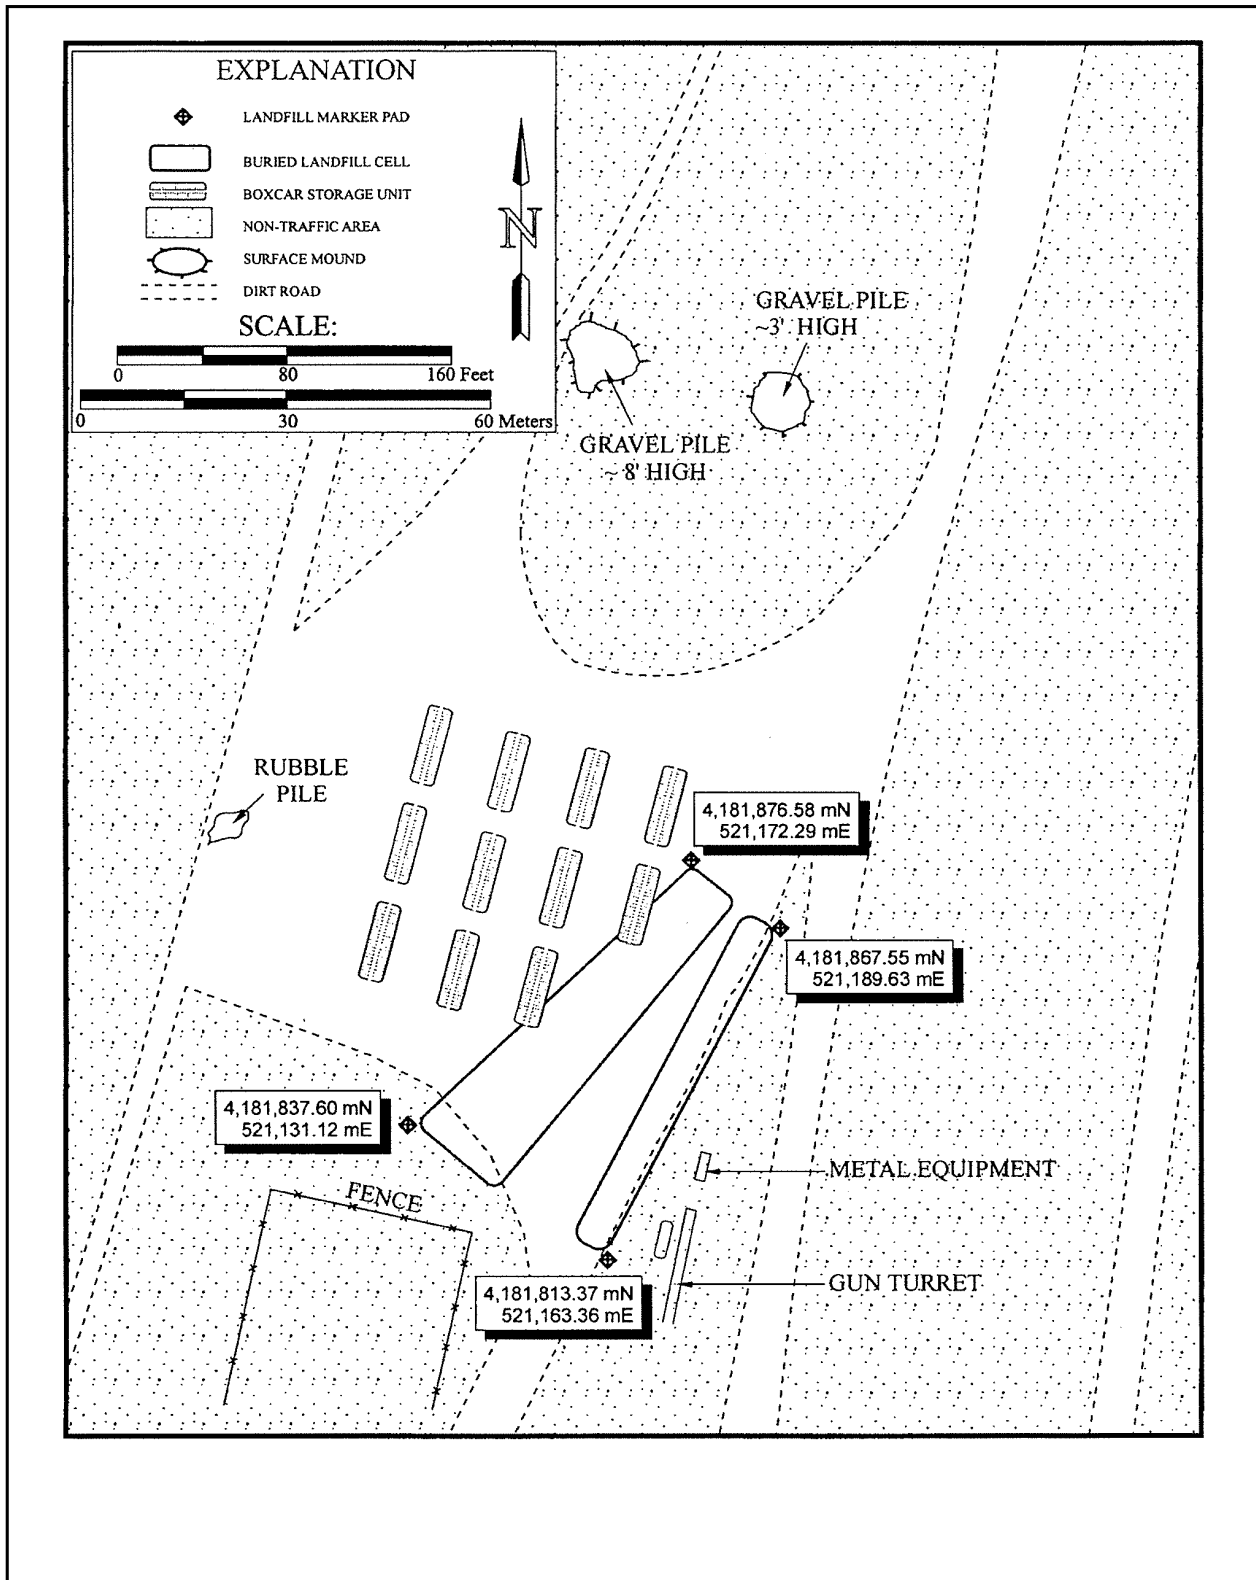 EXPLANATION
LANDFILL MARKER PAD
BURIED LANDFILL CELL
BOXCAR STORAGE UNIT
NON-TRAFFIC AREA
SURFACE MOUND
DIRT ROAD
N
SCALE:
0 80 160 Feet
0 30 60 Meters
GRAVEL PILE
~3' HIGH
GRAVEL PILE
~ 8' HIGH
RUBBLE
PILE
4,181,876.58 mN
521,172.29 mE
4,181,867.55 mN
521,189.63 mE
4,181,837.60 mN
521,131.12 mE
METAL EQUIPMENT
FENCE
4,181,813.37 mN
521,163.36 mE
GUN TURRET